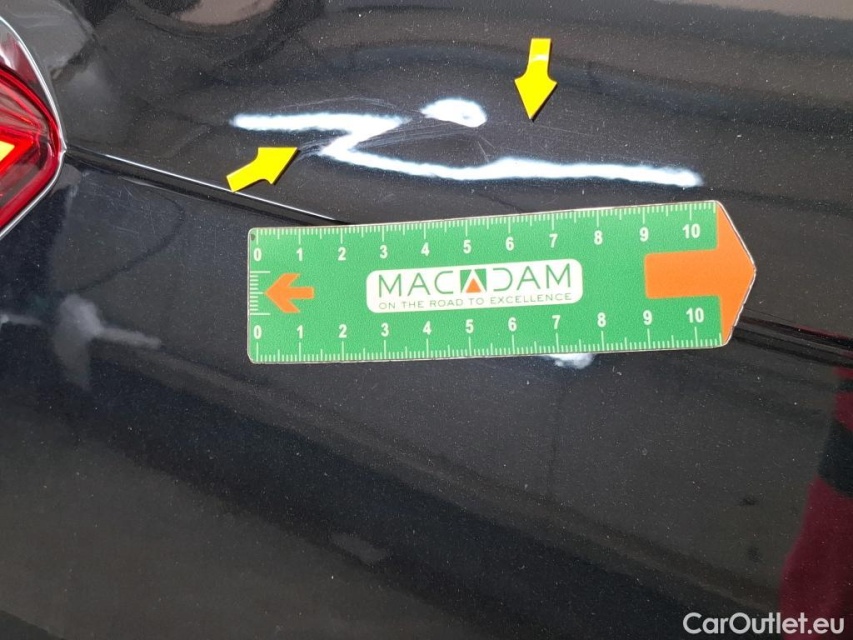 0 1 2 3 4 5 6 7 8 9 10
MACADAM
ON THE ROAD TO EXCELLENCE
0 1 2 3 4 5 6 7 8 9 10
CarOutlet.eu